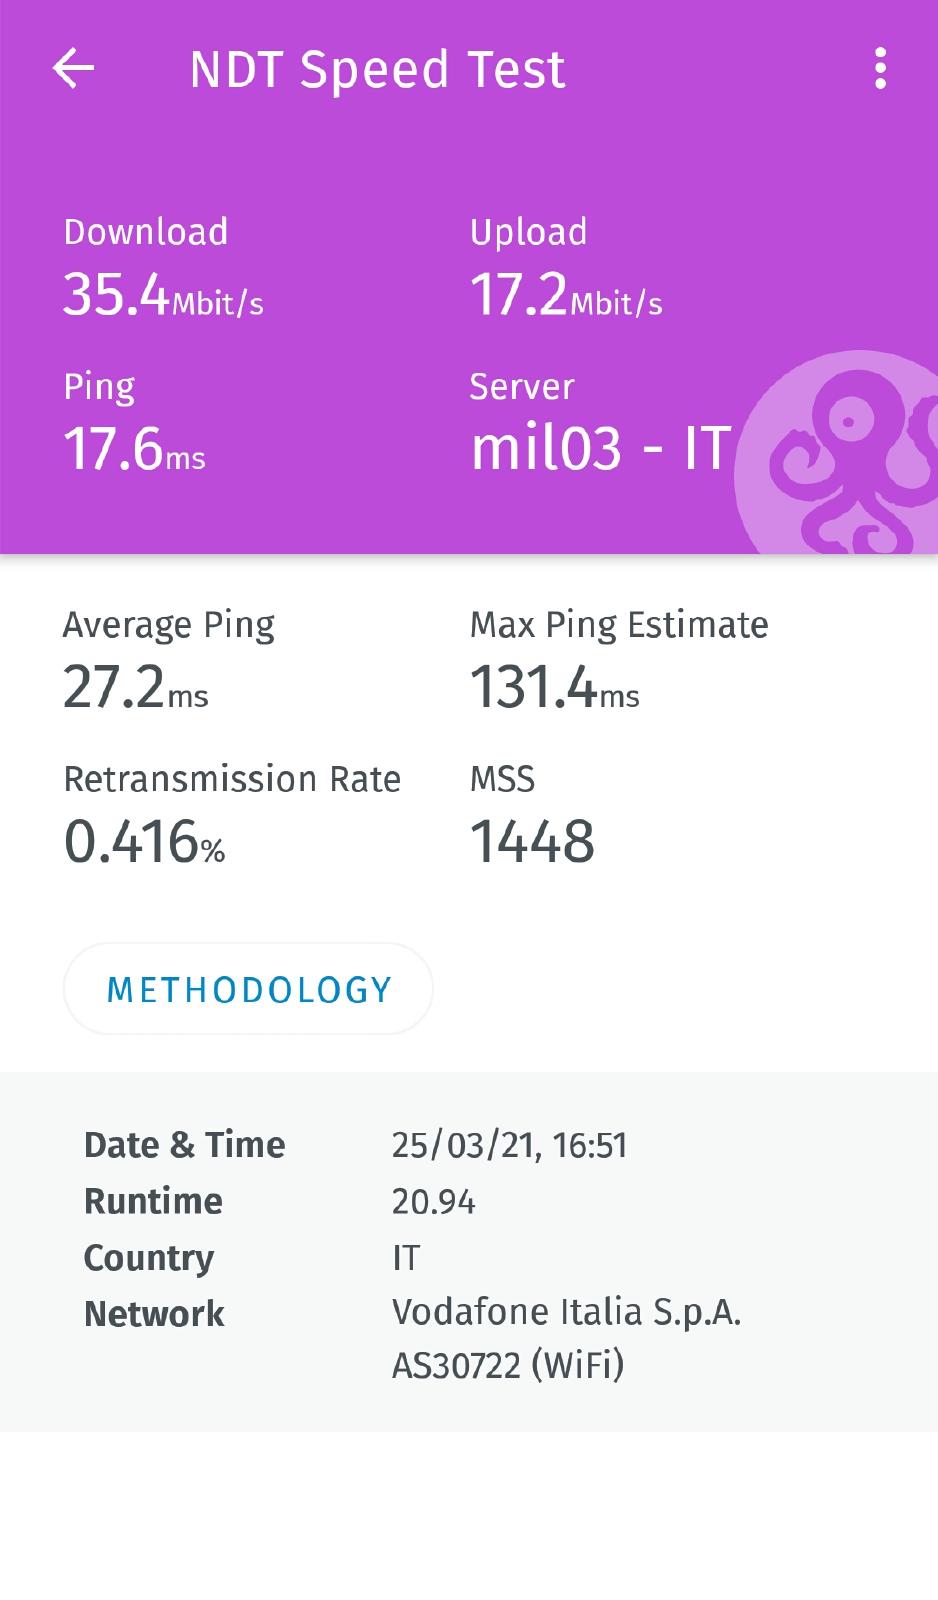 NDT Speed Test
Download
35.4Mbit/s
Upload
17.2Mbit/s
Ping
17.6ms
Server
mil03 - IT
Average Ping
27.2ms
Max Ping Estimate
131.4ms
Retransmission Rate
0.416%
MSS
1448
METHODOLOGY
Date & Time 25/03/21, 16:51
Runtime 20.94
Country IT
Network Vodafone Italia S.p.A.
AS30722 (WiFi)